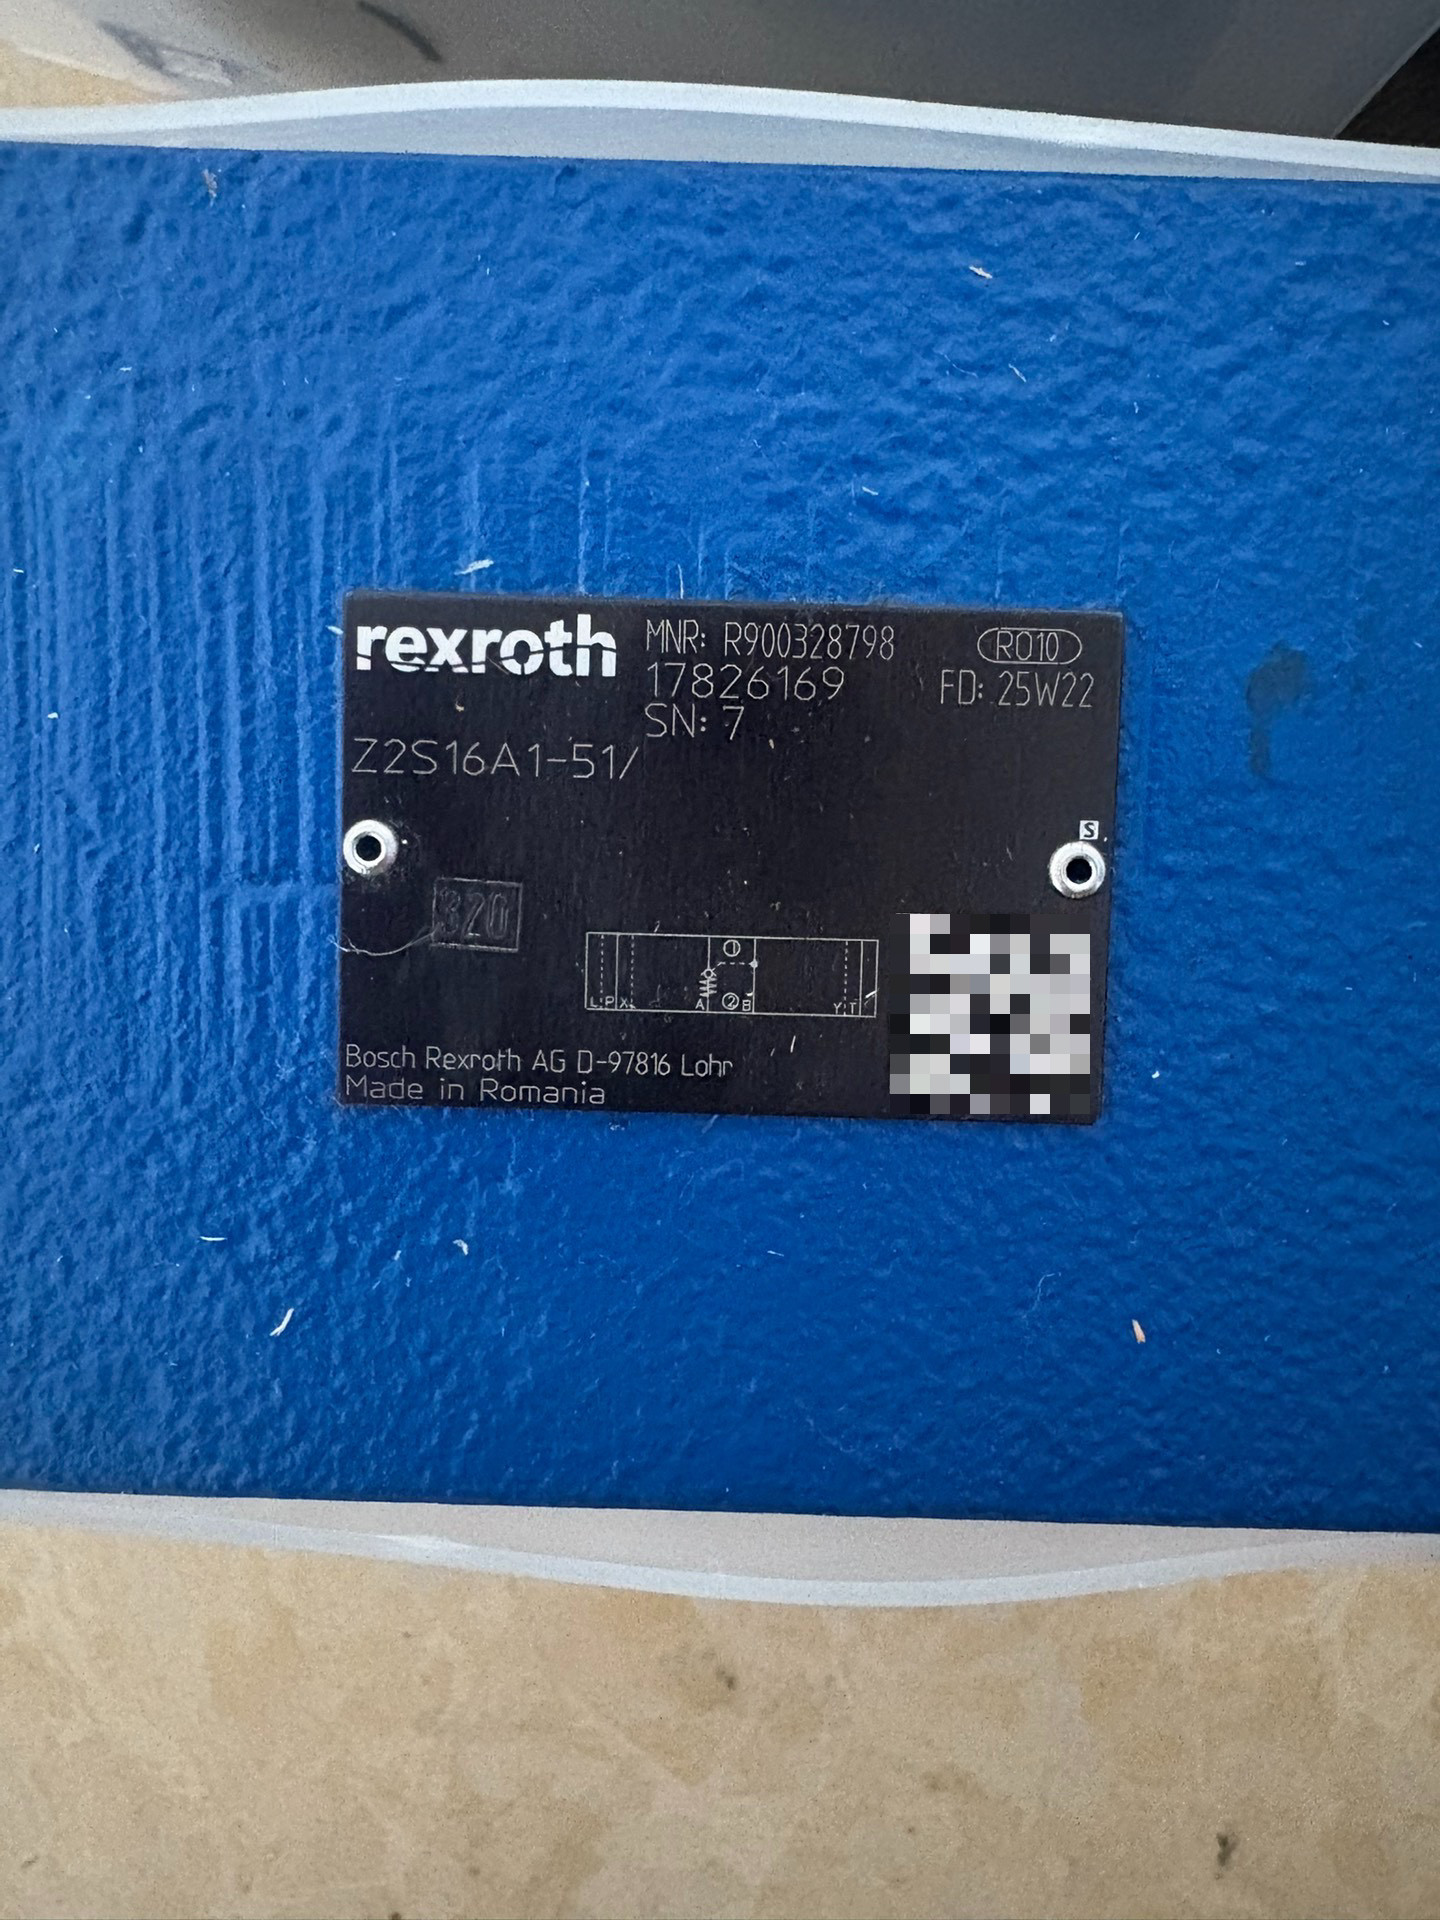 rexroth
MNR: R900328798
RO10
17826169
FD: 25W22
SN: 7
Z2S16A1-51/
S
320
1
2
L P X A B Y T
Bosch Rexroth AG D-97816 Lohr
Made in Romania